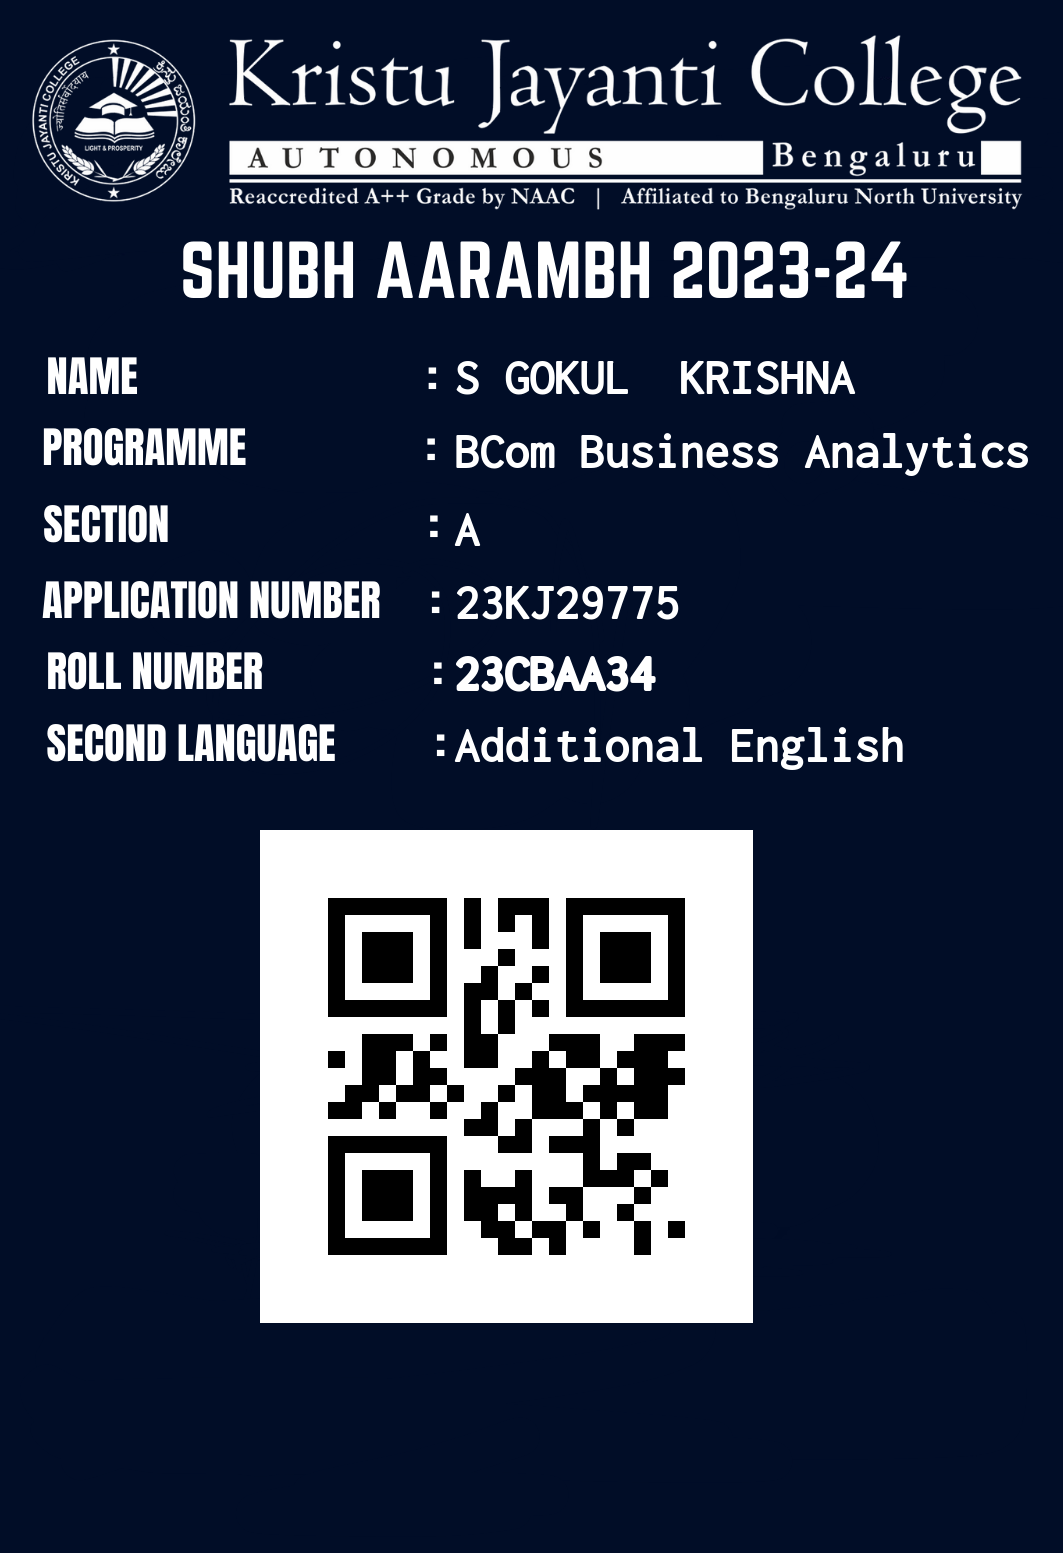 Kristu Jayanti College
AUTONOMOUS Bengaluru
Reaccredited A++ Grade by NAAC | Affiliated to Bengaluru North University
KRISTU JAYANTI COLLEGE
ಕ್ರಿಸ್ತು ಜಯಂತಿ ಕಾಲೇಜು
LIGHT & PROSPERITY
SHUBH AARAMBH 2023-24
NAME : S GOKUL KRISHNA
PROGRAMME : BCom Business Analytics
SECTION : A
APPLICATION NUMBER : 23KJ29775
ROLL NUMBER : 23CBAA34
SECOND LANGUAGE : Additional English